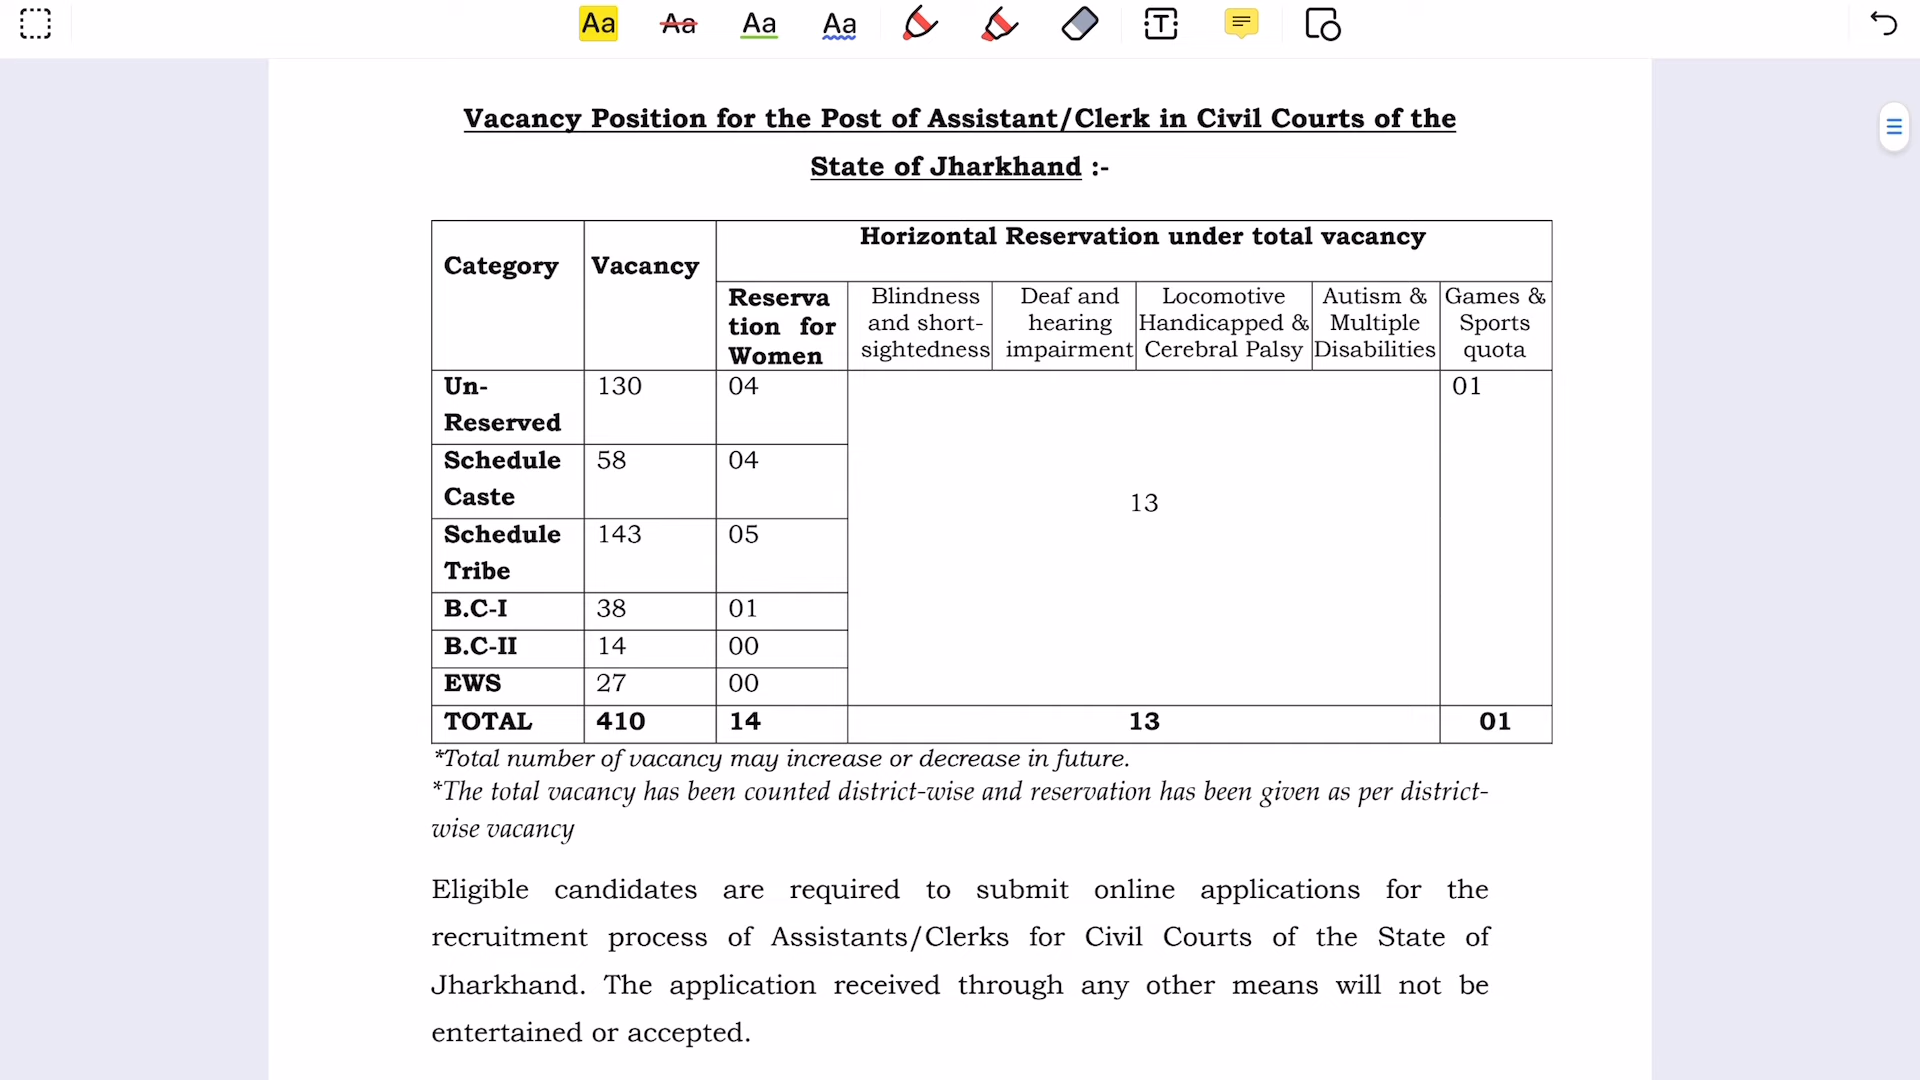 Aa Aa Aa Aa T
Vacancy Position for the Post of Assistant/Clerk in Civil Courts of the
State of Jharkhand :-
Category Vacancy Horizontal Reservation under total vacancy
Reserva
tion for
Women
Blindness
and short-
sightedness
Deaf and
hearing
impairment
Locomotive
Handicapped &
Cerebral Palsy
Autism &
Multiple
Disabilities
Games &
Sports
quota
Un-
Reserved 130 04 01
Schedule
Caste 58 04
13
Schedule
Tribe 143 05
B.C-I 38 01
B.C-II 14 00
EWS 27 00
TOTAL 410 14 13 01
*Total number of vacancy may increase or decrease in future.
*The total vacancy has been counted district-wise and reservation has been given as per district-
wise vacancy
Eligible candidates are required to submit online applications for the
recruitment process of Assistants/Clerks for Civil Courts of the State of
Jharkhand. The application received through any other means will not be
entertained or accepted.